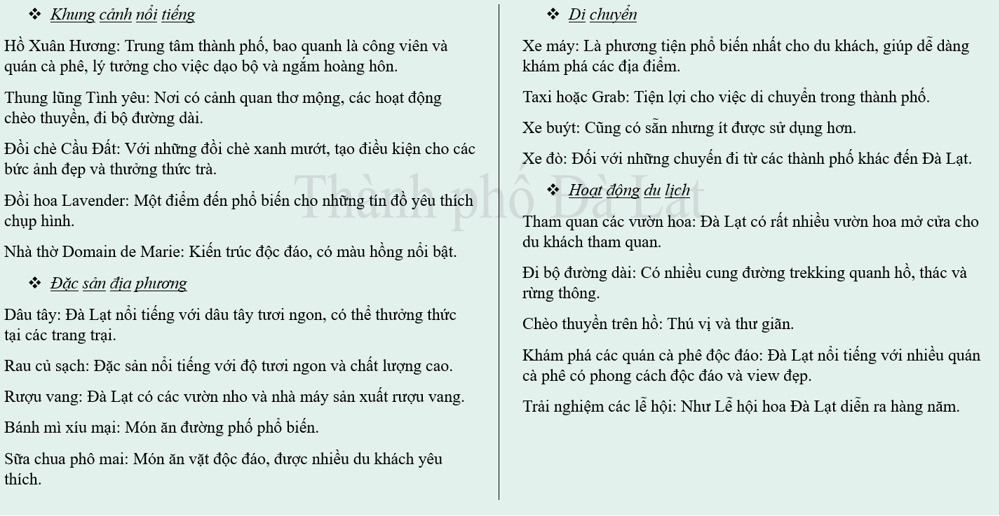 ❖ Khung cảnh nổi tiếng
Hồ Xuân Hương: Trung tâm thành phố, bao quanh là công viên và
quán cà phê, lý tưởng cho việc dạo bộ và ngắm hoàng hôn.
Thung lũng Tình yêu: Nơi có cảnh quan thơ mộng, các hoạt động
chèo thuyền, đi bộ đường dài.
Đồi chè Cầu Đất: Với những đồi chè xanh mướt, tạo điều kiện cho các
bức ảnh đẹp và thưởng thức trà.
Đồi hoa Lavender: Một điểm đến phổ biến cho những tín đồ yêu thích
chụp hình.
Nhà thờ Domain de Marie: Kiến trúc độc đáo, có màu hồng nổi bật.
❖ Đặc sản địa phương
Dâu tây: Đà Lạt nổi tiếng với dâu tây tươi ngon, có thể thưởng thức
tại các trang trại.
Rau củ sạch: Đặc sản nổi tiếng với độ tươi ngon và chất lượng cao.
Rượu vang: Đà Lạt có các vườn nho và nhà máy sản xuất rượu vang.
Bánh mì xíu mại: Món ăn đường phố phổ biến.
Sữa chua phô mai: Món ăn vặt độc đáo, được nhiều du khách yêu
thích.
❖ Di chuyển
Xe máy: Là phương tiện phổ biến nhất cho du khách, giúp dễ dàng
khám phá các địa điểm.
Taxi hoặc Grab: Tiện lợi cho việc di chuyển trong thành phố.
Xe buýt: Cũng có sẵn nhưng ít được sử dụng hơn.
Xe đò: Đối với những chuyến đi từ các thành phố khác đến Đà Lạt.
❖ Hoạt động du lịch
Tham quan các vườn hoa: Đà Lạt có rất nhiều vườn hoa mở cửa cho
du khách tham quan.
Đi bộ đường dài: Có nhiều cung đường trekking quanh hồ, thác và
rừng thông.
Chèo thuyền trên hồ: Thú vị và thư giãn.
Khám phá các quán cà phê độc đáo: Đà Lạt nổi tiếng với nhiều quán
cà phê có phong cách độc đáo và view đẹp.
Trải nghiệm các lễ hội: Như Lễ hội hoa Đà Lạt diễn ra hàng năm.
Thành phố Đà Lạt